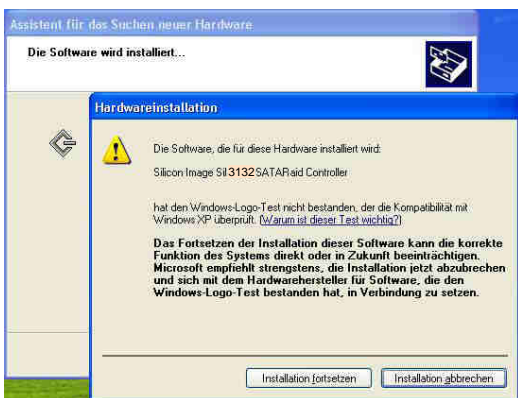 Assistent für das Suchen neuer Hardware
Die Software wird installiert...
Hardwareinstallation
Die Software, die für diese Hardware installiert wird:
Silicon Image SiI 3132 SATARaid Controller
hat den Windows-Logo-Test nicht bestanden, der die Kompatibilität mit
Windows XP überprüft. (Warum ist dieser Test wichtig?)
Das Fortsetzen der Installation dieser Software kann die korrekte
Funktion des Systems direkt oder in Zukunft beeinträchtigen.
Microsoft empfiehlt strengstens, die Installation jetzt abzubrechen
und sich mit dem Hardwarehersteller für Software, die den
Windows-Logo-Test bestanden hat, in Verbindung zu setzen.
Installation fortsetzen
Installation abbrechen